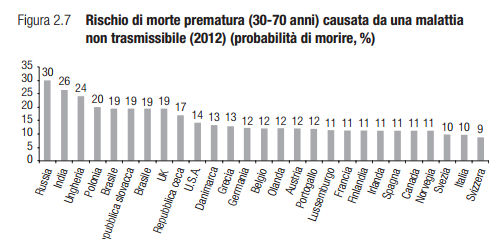 Figura 2.7 Rischio di morte prematura (30-70 anni) causata da una malattia
non trasmissibile (2012) (probabilità di morire, %)
35
30
25
20
15
10
5
0
30 26 24 20 19 19 19 19 17 14 13 13 12 12 12 12 12 11 11 11 11 11 11 11 10 10 9
Russia
India
Ungheria
Polonia
Brasile
pubblica slovacca
Brasile
UK
Repubblica ceca
U.S.A.
Danimarca
Grecia
Germania
Belgio
Olanda
Austria
Portogallo
Lussemburgo
Francia
Finlandia
Irlanda
Spagna
Canada
Norvegia
Svezia
Italia
Svizzera